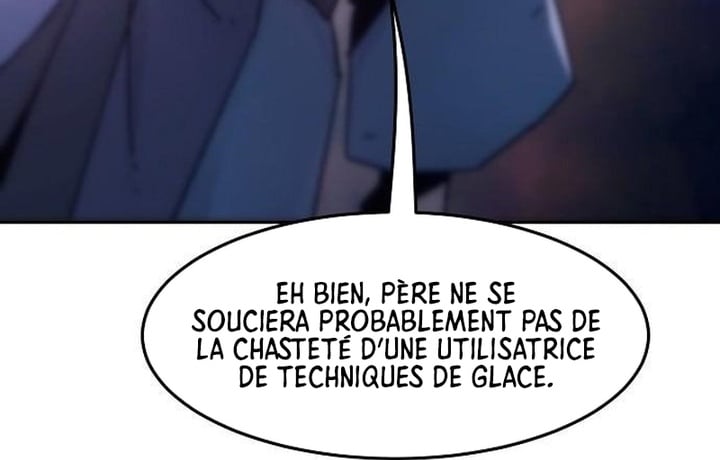 EH BIEN, PÈRE NE SE
SOUCIERA PROBABLEMENT PAS DE
LA CHASTETÉ D'UNE UTILISATRICE
DE TECHNIQUES DE GLACE.